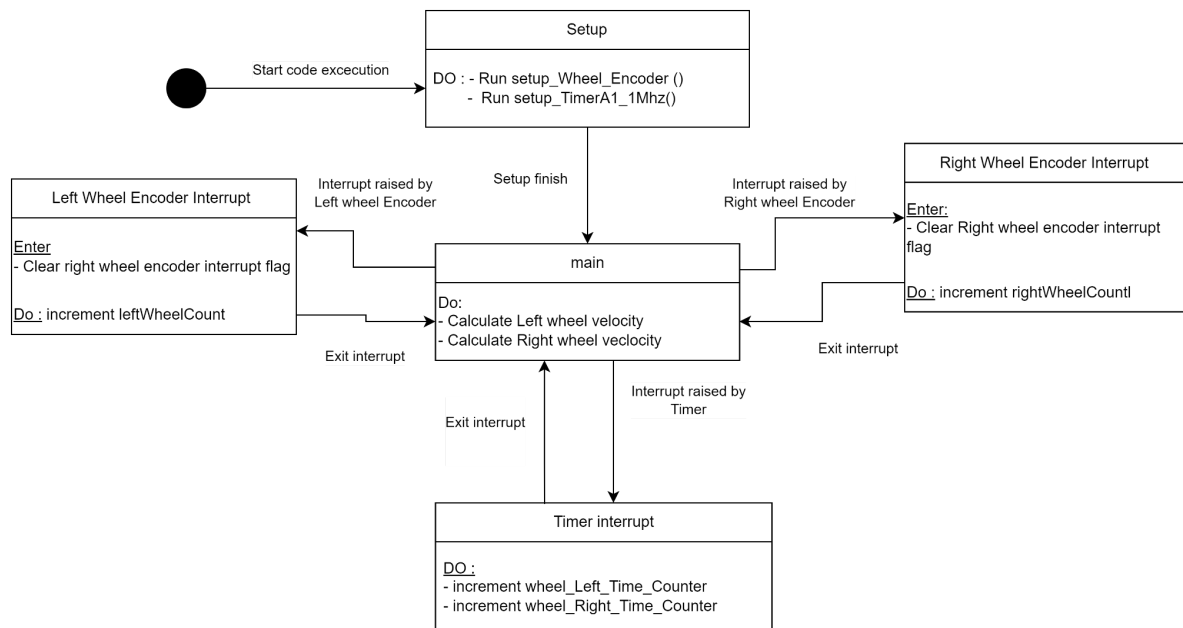 Setup
Start code excecution
DO : - Run setup_Wheel_Encoder ()
- Run setup_TimerA1_1Mhz()
Setup finish
Left Wheel Encoder Interrupt
Enter
- Clear right wheel encoder interrupt flag
Do : increment leftWheelCount
Interrupt raised by
Left wheel Encoder
Exit interrupt
main
Do:
- Calculate Left wheel velocity
- Calculate Right wheel veclocity
Interrupt raised by
Right wheel Encoder
Exit interrupt
Right Wheel Encoder Interrupt
Enter:
- Clear Right wheel encoder interrupt
flag
Do : increment rightWheelCountl
Exit interrupt
Interrupt raised by
Timer
Timer interrupt
DO :
- increment wheel_Left_Time_Counter
- increment wheel_Right_Time_Counter